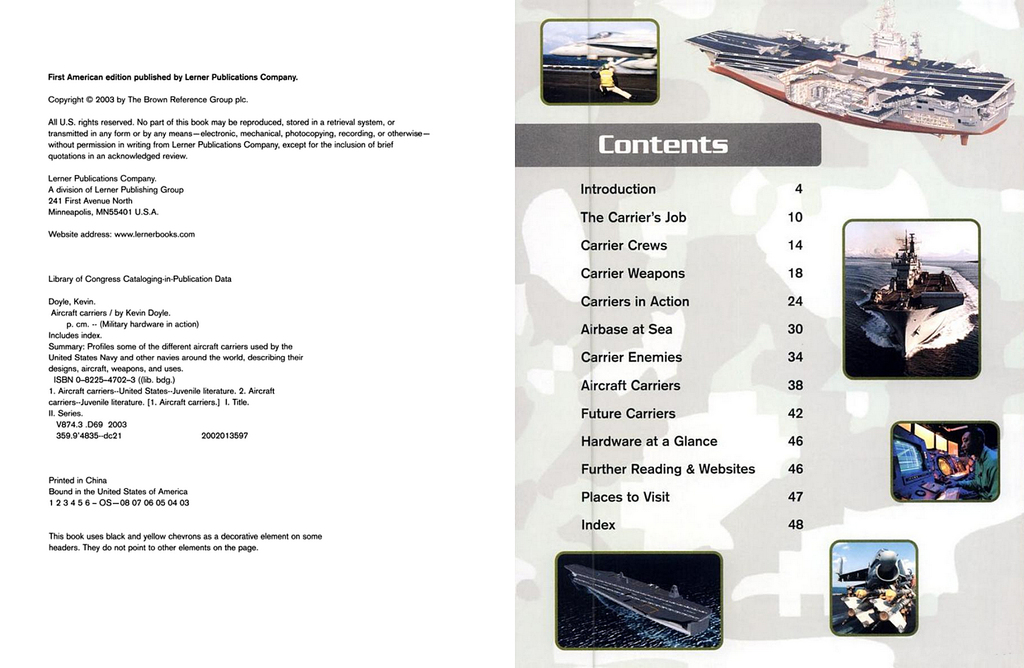 First American edition published by Lerner Publications Company.
Copyright © 2003 by The Brown Reference Group plc.
All U.S. rights reserved. No part of this book may be reproduced, stored in a retrieval system, or
transmitted in any form or by any means—electronic, mechanical, photocopying, recording, or otherwise—
without permission in writing from Lerner Publications Company, except for the inclusion of brief
quotations in an acknowledged review.
Lerner Publications Company.
A division of Lerner Publishing Group
241 First Avenue North
Minneapolis, MN55401 U.S.A.
Website address: www.lernerbooks.com
Library of Congress Cataloging-in-Publication Data
Doyle, Kevin.
Aircraft carriers / by Kevin Doyle.
p. cm. -- (Military hardware in action)
Includes index.
Summary: Profiles some of the different aircraft carriers used by the
United States Navy and other navies around the world, describing their
designs, aircraft, weapons, and uses.
ISBN 0–8225–4702–3 ((lib. bdg.)
1. Aircraft carriers--United States--Juvenile literature. 2. Aircraft
carriers--Juvenile literature. [1. Aircraft carriers.] I. Title.
II. Series.
V874.3 .D69 2003
359.9'4835--dc21 2002013597
Printed in China
Bound in the United States of America
1 2 3 4 5 6 – OS—08 07 06 05 04 03
This book uses black and yellow chevrons as a decorative element on some
headers. They do not point to other elements on the page.
Contents
Introduction 4
The Carrier's Job 10
Carrier Crews 14
Carrier Weapons 18
Carriers in Action 24
Airbase at Sea 30
Carrier Enemies 34
Aircraft Carriers 38
Future Carriers 42
Hardware at a Glance 46
Further Reading & Websites 46
Places to Visit 47
Index 48